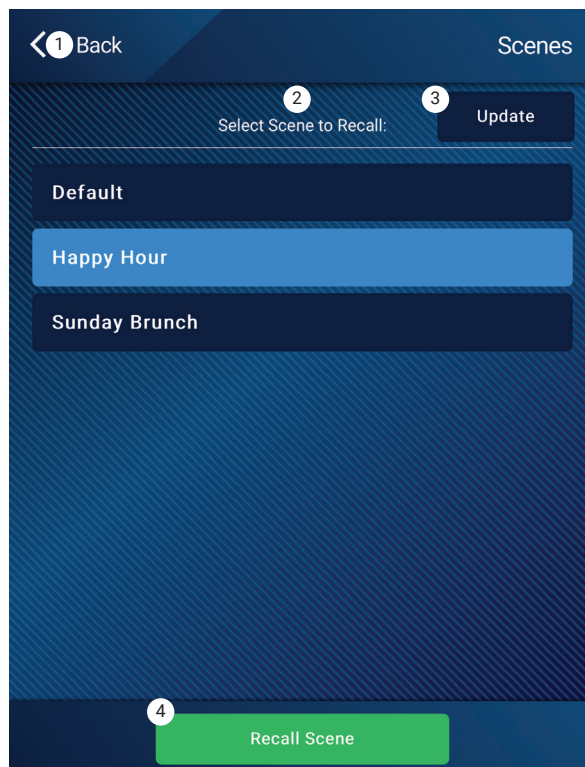 1 Back
Scenes
2
3
Select Scene to Recall:
Update
Default
Happy Hour
Sunday Brunch
4
Recall Scene